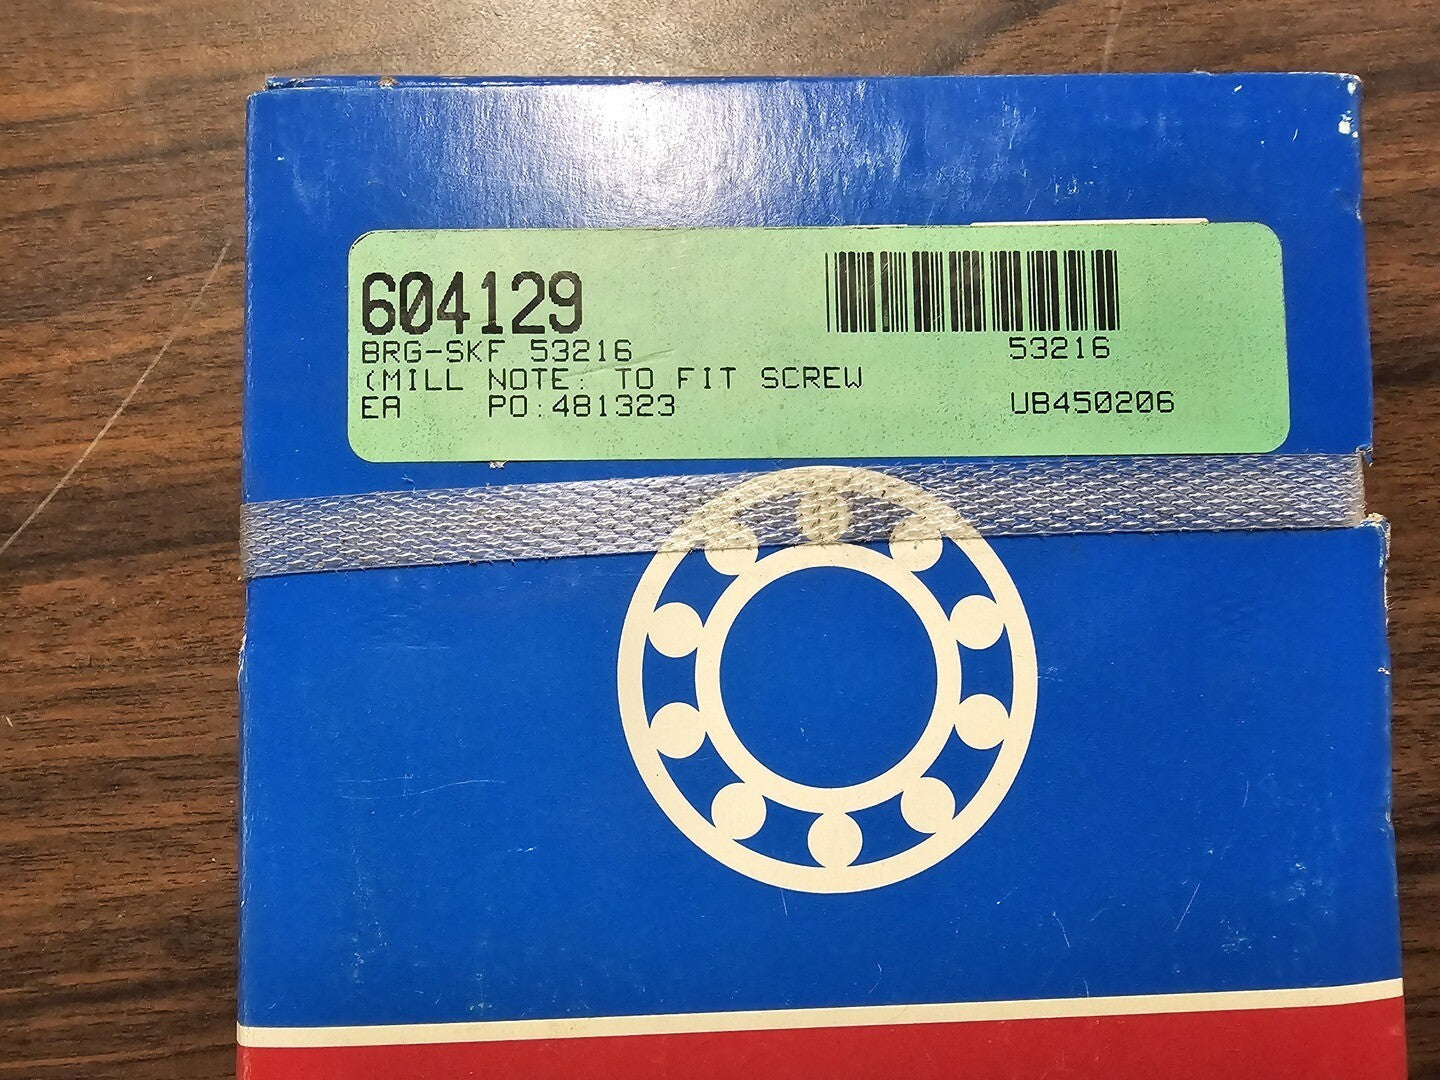 604129
BRG-SKF 53216 53216
(MILL NOTE: TO FIT SCREW
EA PO:481323 UB450206